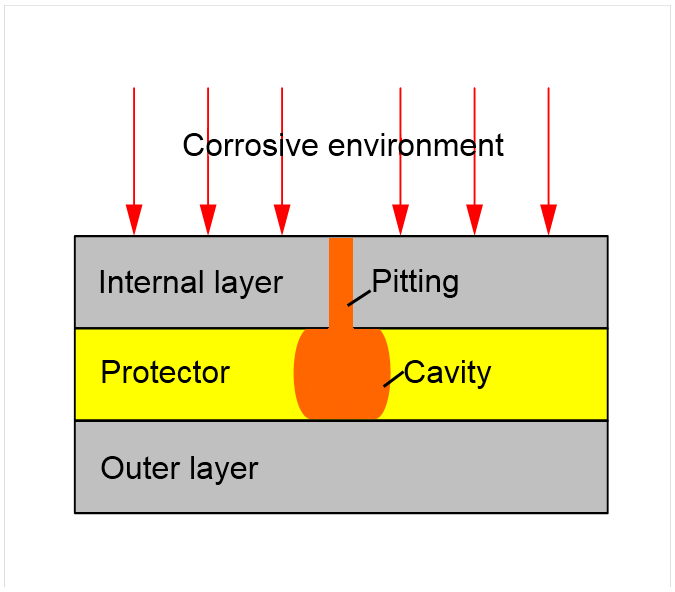 Corrosive environment
Internal layer
Pitting
Protector
Cavity
Outer layer